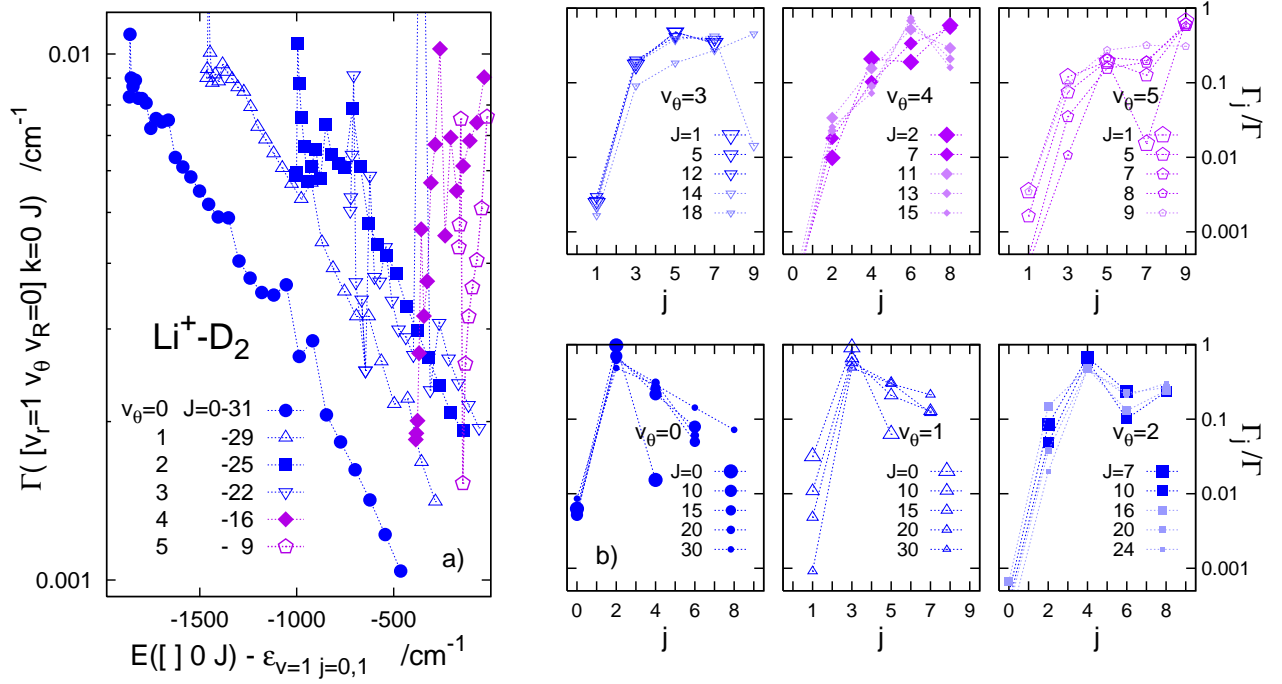 Γ( [v_r=1 v_θ v_R=0] k=0 J) /cm⁻¹
0.01
0.001
Li⁺-D₂
v_θ=0 J=0-31
1 -29
2 -25
3 -22
4 -16
5 - 9
a)
-1500 -1000 -500
E([ ] 0 J) - ε_{v=1 j=0,1} /cm⁻¹
v_θ=3
J=1
5
12
14
18
1 3 5 7 9
j
v_θ=4
J=2
7
11
13
15
0 2 4 6 8
j
v_θ=5
J=1
5
7
8
9
1 3 5 7 9
j
1
0.1
0.01
0.001
Γ_j/Γ
v_θ=0
J=0
10
15
20
30
b)
0 2 4 6 8
j
v_θ=1
J=0
10
15
20
30
1 3 5 7 9
j
v_θ=2
J=7
10
16
20
24
0 2 4 6 8
j
1
0.1
0.01
0.001
Γ_j/Γ